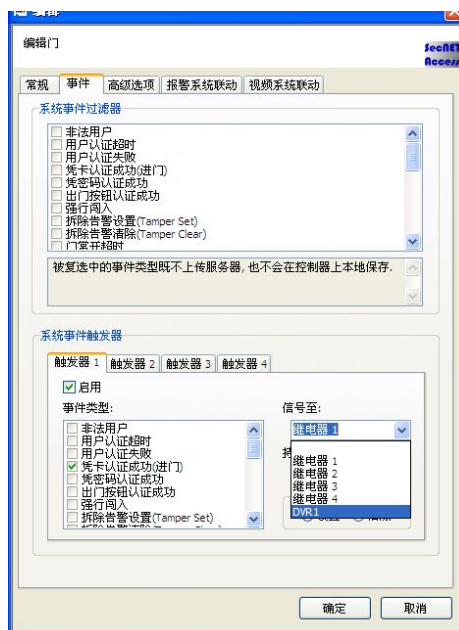 编辑门
SecNET
Access
常规 事件 高级选项 报警系统联动 视频系统联动
系统事件过滤器
非法用户
用户认证超时
用户认证失败
凭卡认证成功(进门)
凭密码认证成功
出门按钮认证成功
强行闯入
拆除告警设置(Tamper Set)
拆除告警清除(Tamper Clear)
门常开超时
被复选中的事件类型既不上传服务器, 也不会在控制器上本地保存.
系统事件触发器
触发器 1 触发器 2 触发器 3 触发器 4
启用
事件类型:
非法用户
用户认证超时
用户认证失败
凭卡认证成功(进门)
凭密码认证成功
出门按钮认证成功
强行闯入
拆除告警设置(Tamper Set)
信号至:
继电器 1
继电器 1
继电器 2
继电器 3
继电器 4
DVR1
确定 取消